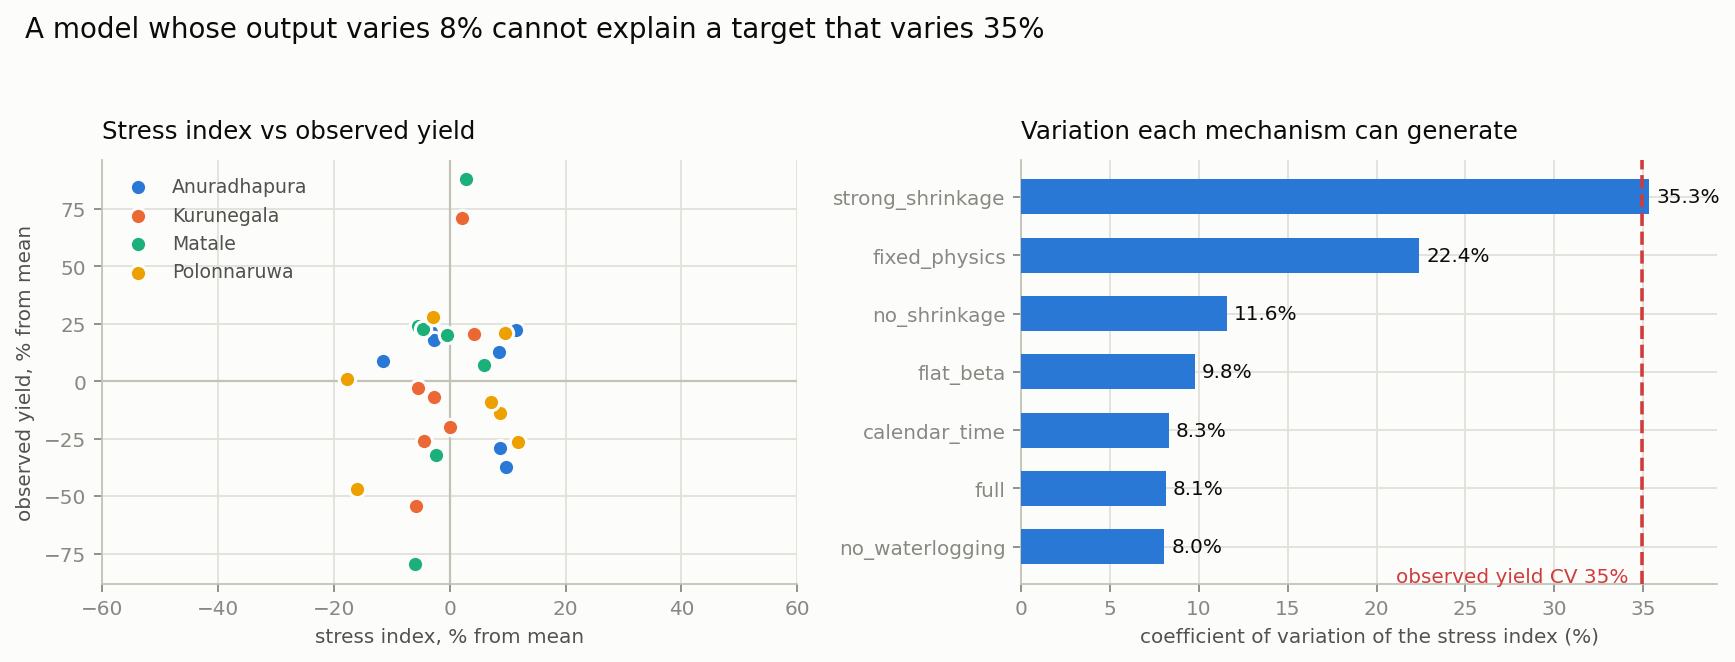 A model whose output varies 8% cannot explain a target that varies 35%
Stress index vs observed yield
Anuradhapura
Kurunegala
Matale
Polonnaruwa
75
50
25
0
−25
−50
−75
observed yield, % from mean
−60 −40 −20 0 20 40 60
stress index, % from mean
Variation each mechanism can generate
strong_shrinkage 35.3%
fixed_physics 22.4%
no_shrinkage 11.6%
flat_beta 9.8%
calendar_time 8.3%
full 8.1%
no_waterlogging 8.0%
observed yield CV 35%
0 5 10 15 20 25 30 35
coefficient of variation of the stress index (%)